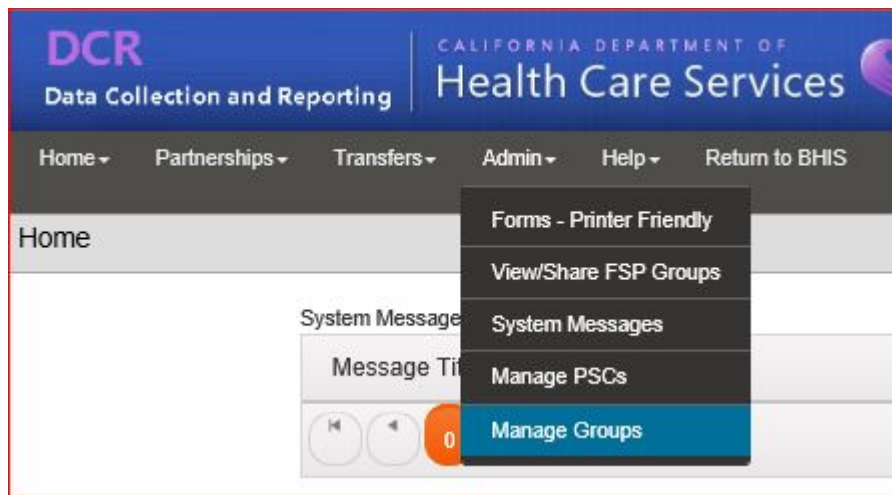 DCR
Data Collection and Reporting
CALIFORNIA DEPARTMENT OF
Health Care Services
Home Partnerships Transfers Admin Help Return to BHIS
Home
Forms - Printer Friendly
View/Share FSP Groups
System Messages
Manage PSCs
Manage Groups
System Message
Message Tit
0